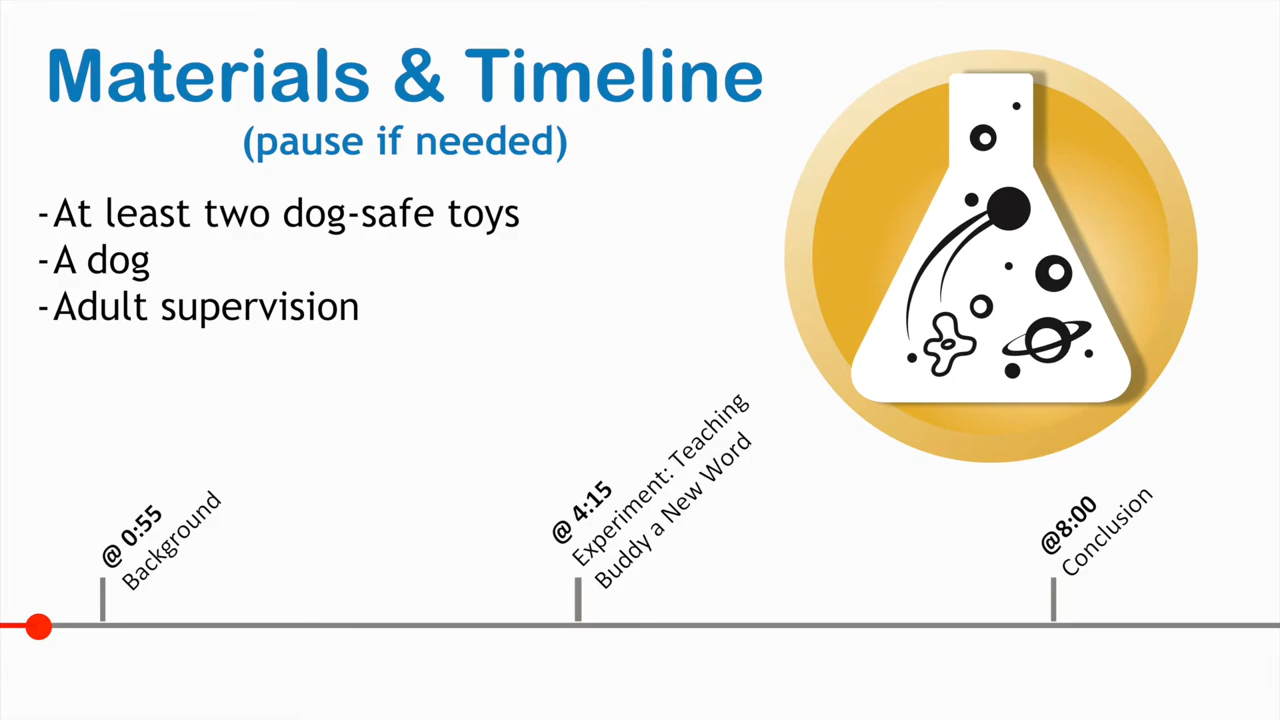 Materials & Timeline
(pause if needed)
-At least two dog-safe toys
-A dog
-Adult supervision
@ 0:55
Background
@ 4:15
Experiment: Teaching
Buddy a New Word
@8:00
Conclusion